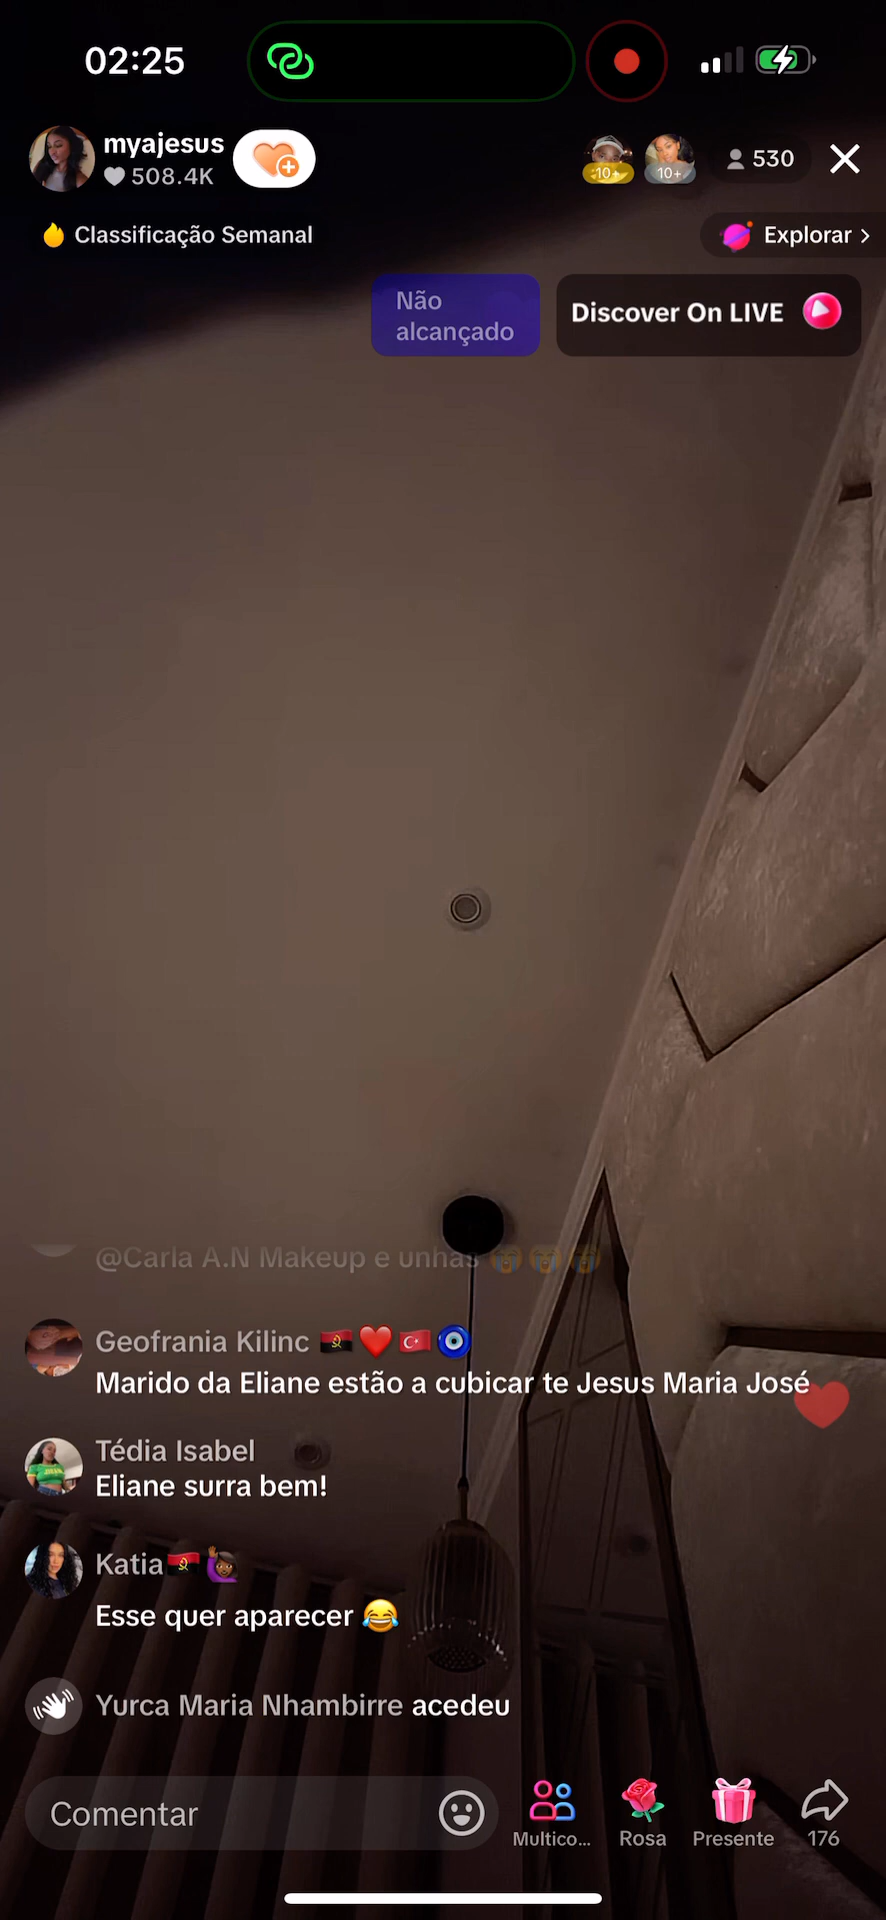 02:25
myajesus
508.4K
10+
10+
530
Classificação Semanal
Explorar
Não
alcançado
Discover On LIVE
@Carla A.N Makeup e unhas 😭😭😭
Geofrania Kilinc 🇦🇴❤️🇹🇷🧿
Marido da Eliane estão a cubicar te Jesus Maria José
Tédia Isabel
Eliane surra bem!
Katia🇦🇴🙋🏾‍♀️
Esse quer aparecer 😂
Yurca Maria Nhambirre acedeu
Comentar
Multico...
Rosa
Presente
176